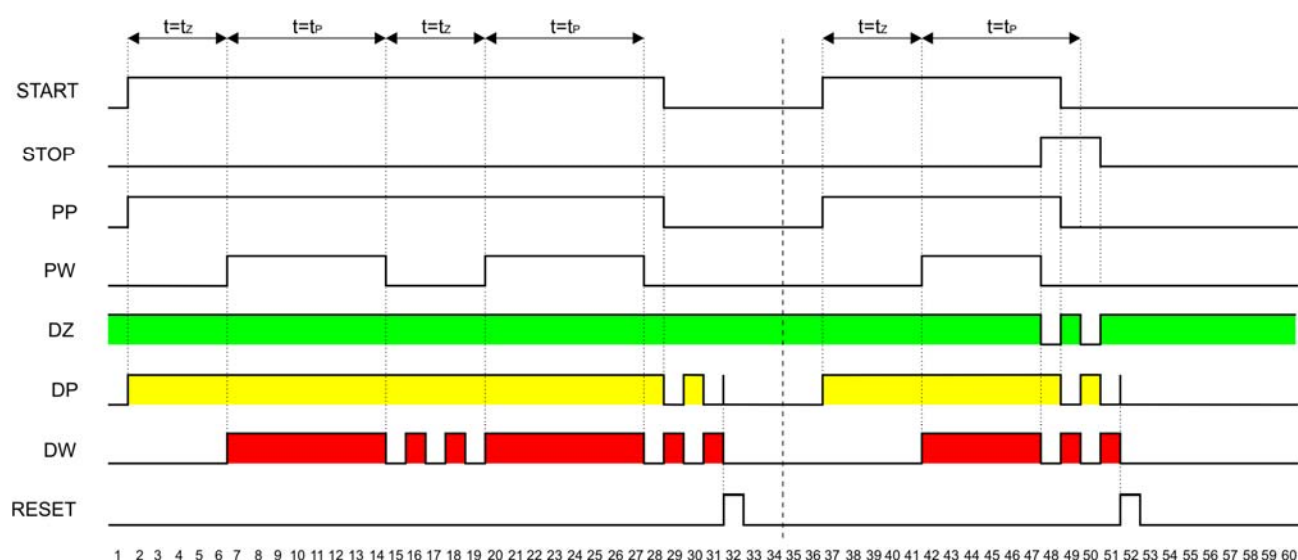 t=tZ t=tP t=tZ t=tP t=tZ t=tP
START
STOP
PP
PW
DZ
DP
DW
RESET
1 2 3 4 5 6 7 8 9 10 11 12 13 14 15 16 17 18 19 20 21 22 23 24 25 26 27 28 29 30 31 32 33 34 35 36 37 38 39 40 41 42 43 44 45 46 47 48 49 50 51 52 53 54 55 56 57 58 59 60